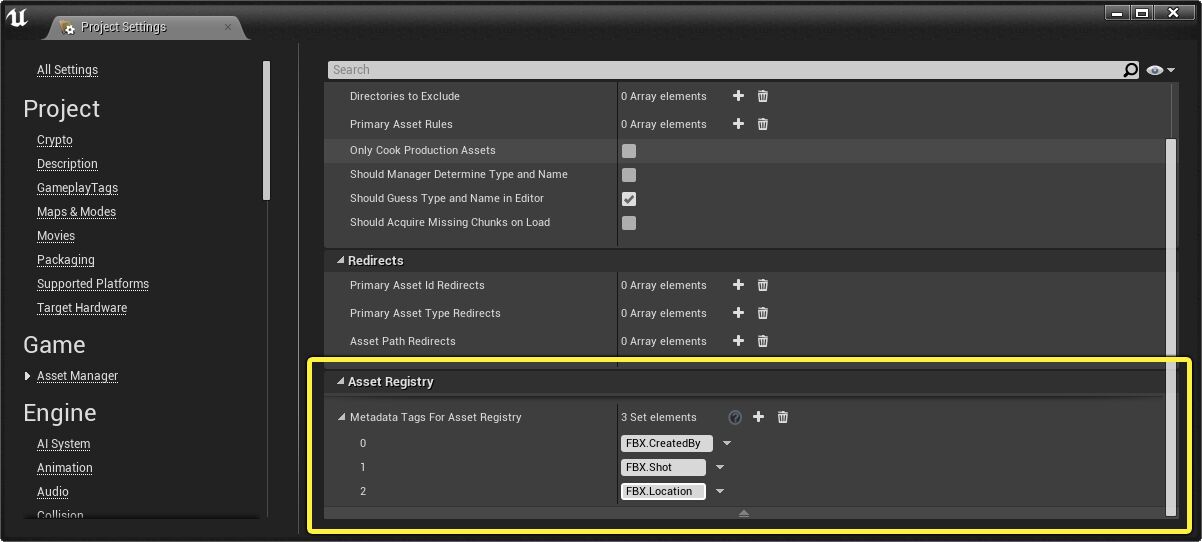 Project Settings
All Settings
Project
Crypto
Description
GameplayTags
Maps & Modes
Movies
Packaging
Supported Platforms
Target Hardware
Game
Asset Manager
Engine
AI System
Animation
Audio
Collision
Search
Directories to Exclude 0 Array elements
Primary Asset Rules 0 Array elements
Only Cook Production Assets
Should Manager Determine Type and Name
Should Guess Type and Name in Editor
Should Acquire Missing Chunks on Load
Redirects
Primary Asset Id Redirects 0 Array elements
Primary Asset Type Redirects 0 Array elements
Asset Path Redirects 0 Array elements
Asset Registry
Metadata Tags For Asset Registry 3 Set elements
0 FBX.CreatedBy
1 FBX.Shot
2 FBX.Location